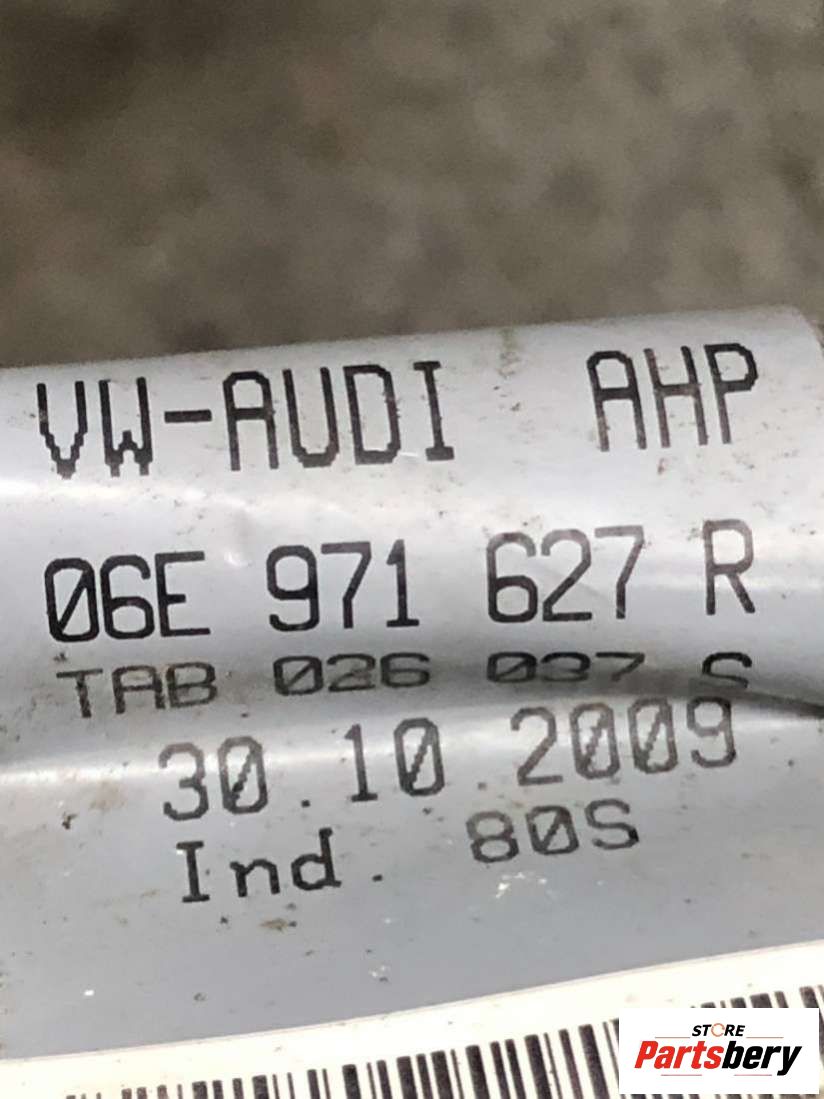 VW-AUDI AHP
06E 971 627 R
TAB 026 037 S
30.10.2009
Ind. 80S
STORE
Partsbery